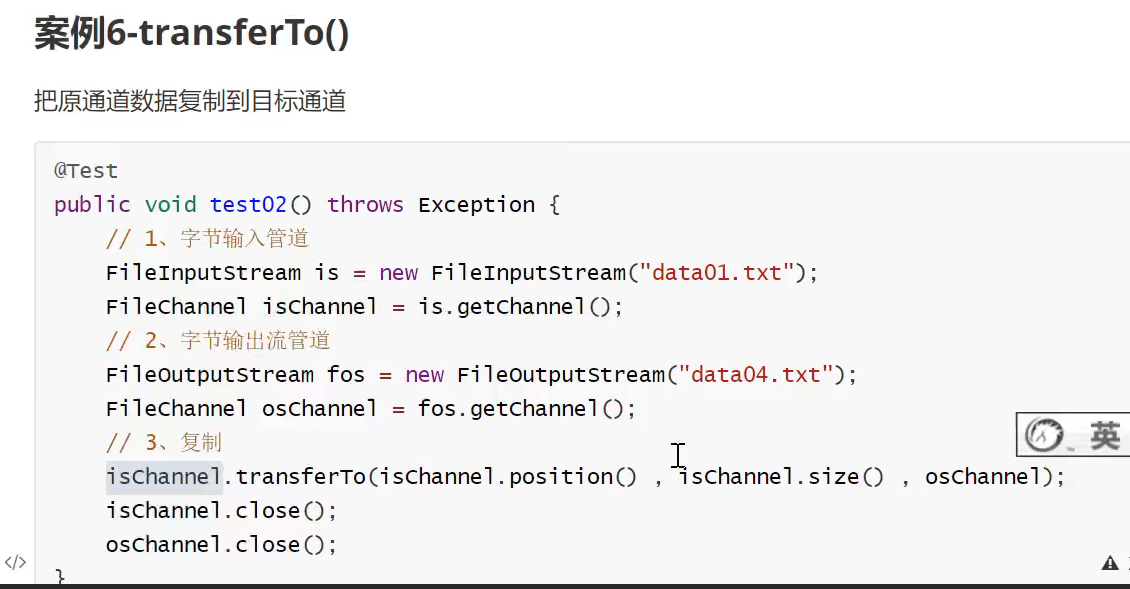 案例6-transferTo()
把原通道数据复制到目标通道
@Test
public void test02() throws Exception {
// 1、字节输入管道
FileInputStream is = new FileInputStream("data01.txt");
FileChannel isChannel = is.getChannel();
// 2、字节输出流管道
FileOutputStream fos = new FileOutputStream("data04.txt");
FileChannel osChannel = fos.getChannel();
// 3、复制
英
isChannel.transferTo(isChannel.position() , isChannel.size() , osChannel);
isChannel.close();
osChannel.close();
</>
}